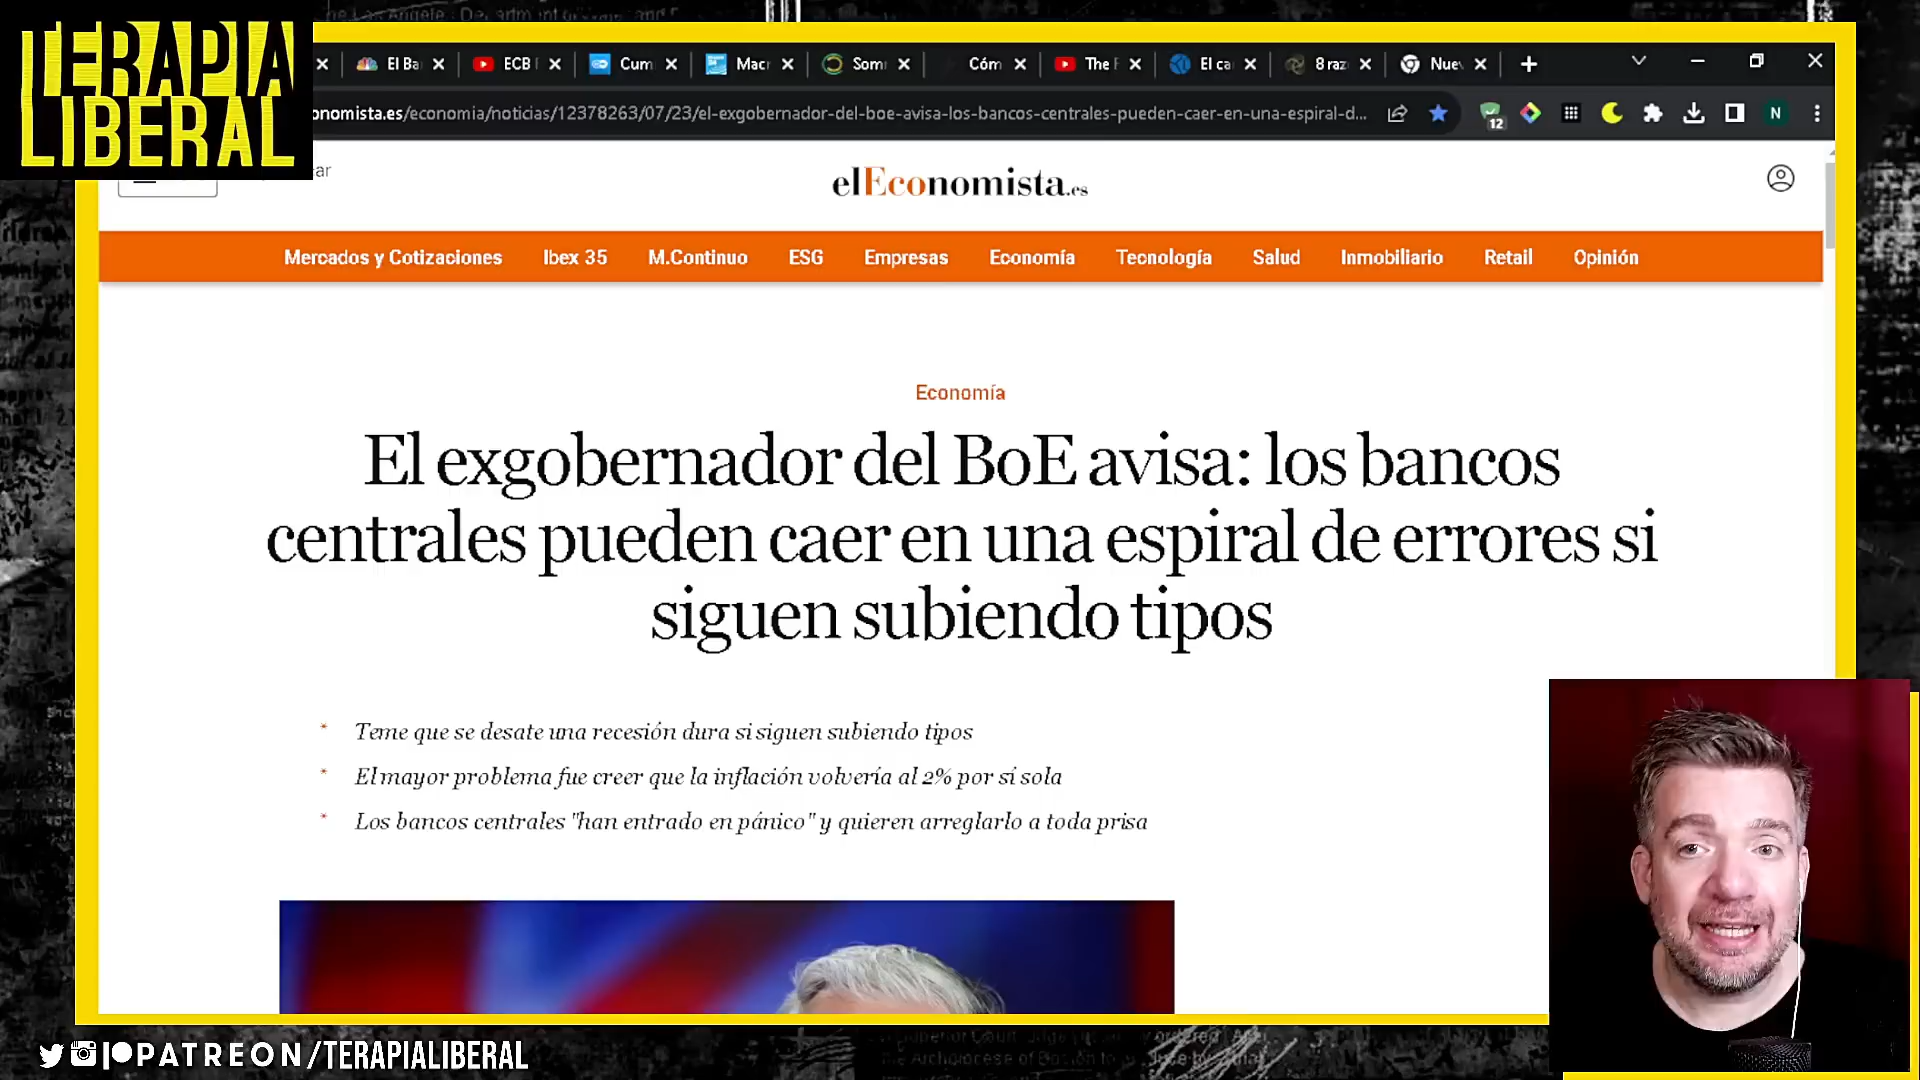 TERAPIA
LIBERAL
El Ba
ECB
Cum
Mac
Som
Cóm
The F
El ca
8 raz
Nue
onomista.es/economia/noticias/12378263/07/23/el-exgobernador-del-boe-avisa-los-bancos-centrales-pueden-caer-en-una-espiral-d...
12
N
ar
elEconomista.es
Mercados y Cotizaciones Ibex 35 M.Continuo ESG Empresas Economía Tecnología Salud Inmobiliario Retail Opinión
Economía
El exgobernador del BoE avisa: los bancos
centrales pueden caer en una espiral de errores si
siguen subiendo tipos
* Teme que se desate una recesión dura si siguen subiendo tipos
* El mayor problema fue creer que la inflación volvería al 2% por sí sola
* Los bancos centrales "han entrado en pánico" y quieren arreglarlo a toda prisa
PATREON/TERAPIALIBERAL